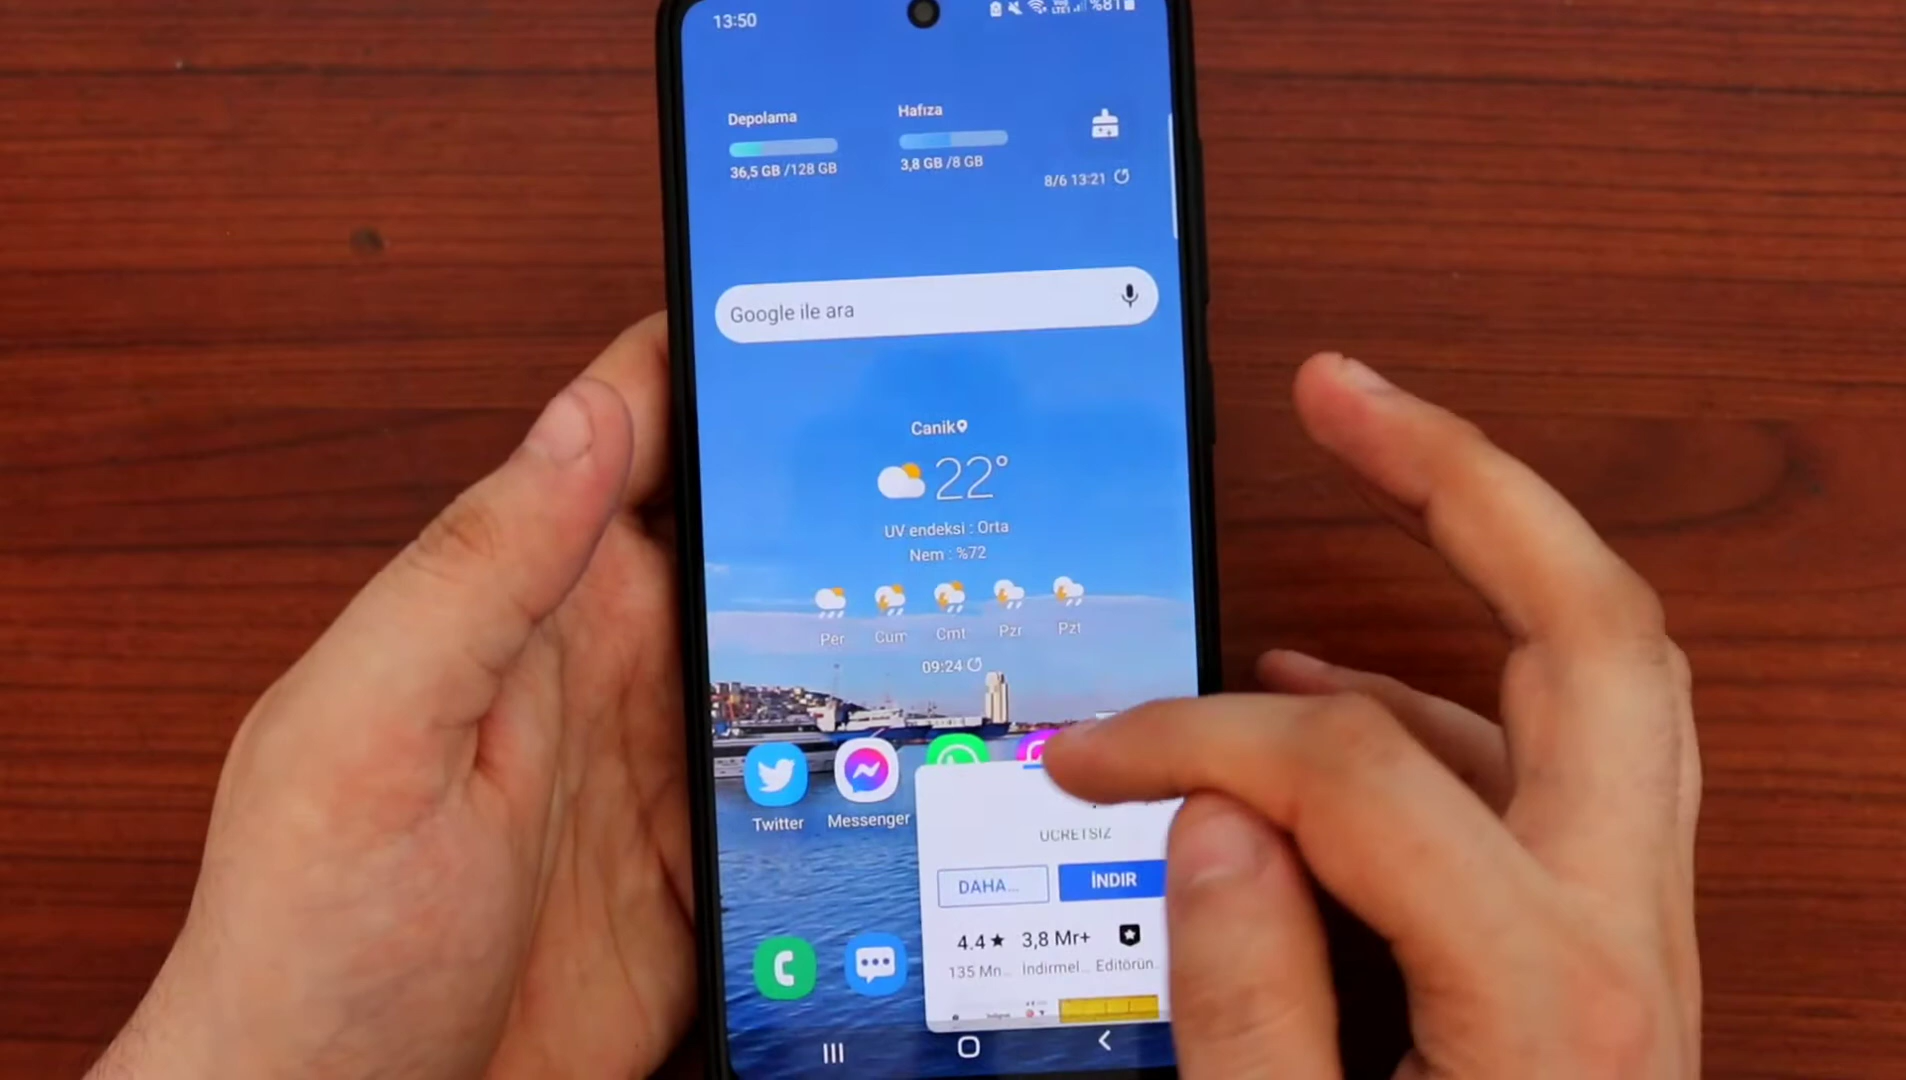 13:50
%81
Depolama
36,5 GB /128 GB
Hafıza
3,8 GB /8 GB
8/6 13:21
Google ile ara
Canik
22°
UV endeksi : Orta
Nem : %72
Per Cum Cmt Pzr Pzt
09:24
Twitter
Messenger
ÜCRETSİZ
DAHA...
İNDİR
4.4★ 3,8 Mr+
135 Mn... İndirmel... Editörün...